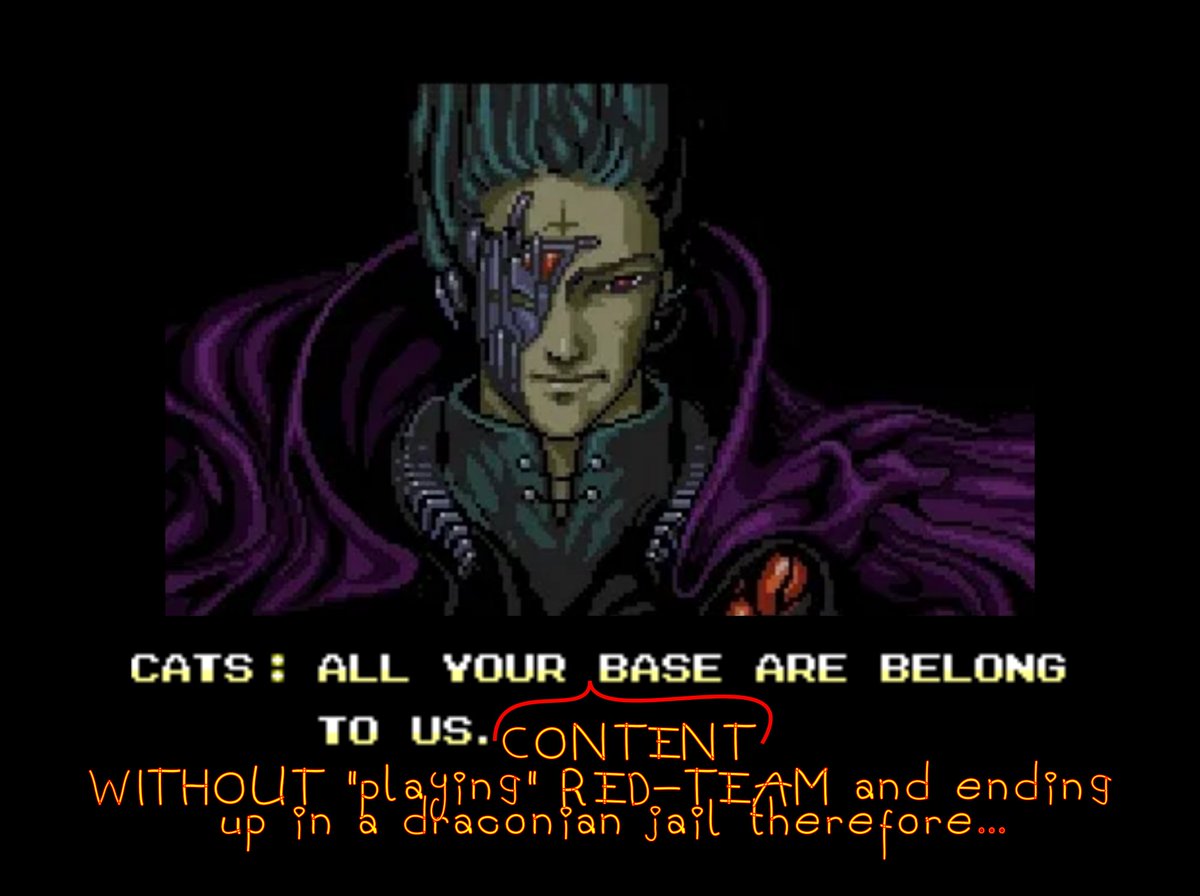 CATS: ALL YOUR BASE ARE BELONG
TO US.
CONTENT
WITHOUT "playing" RED-TEAM and ending
up in a draconian jail therefore...